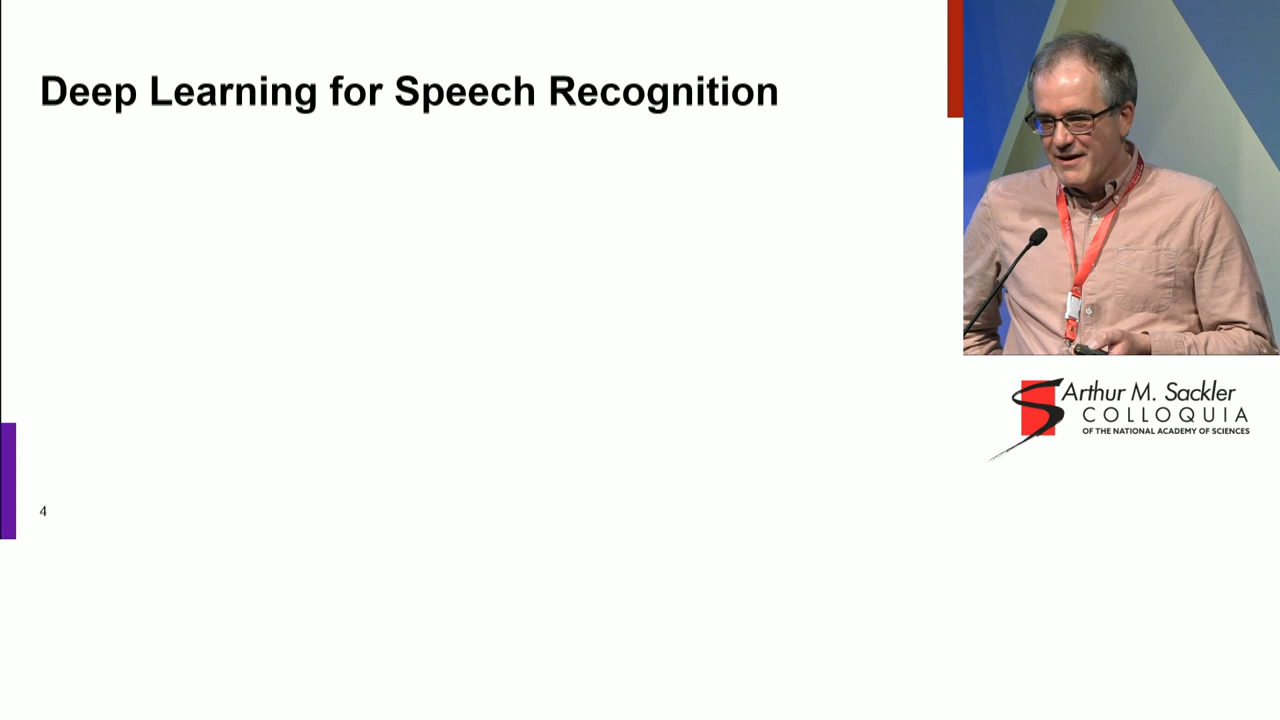 Deep Learning for Speech Recognition
Arthur M. Sackler
COLLOQUIA
OF THE NATIONAL ACADEMY OF SCIENCES
4